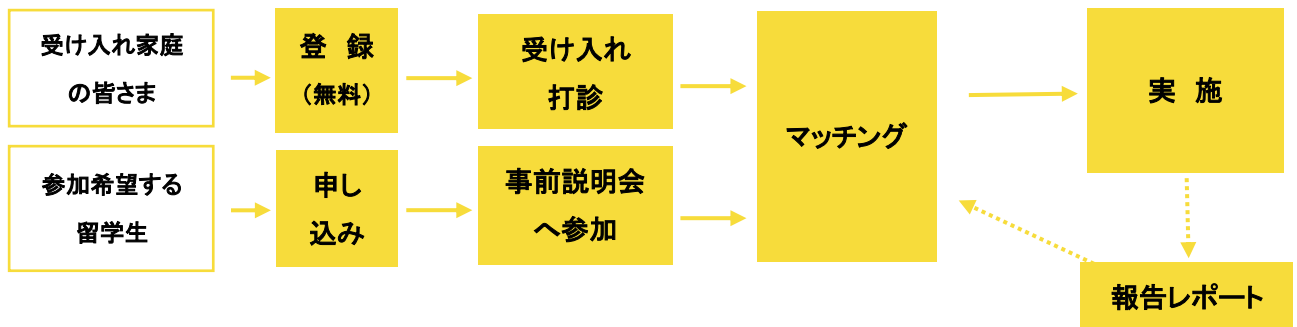 受け入れ家庭
の皆さま
登　録
（無料）
受け入れ
打診
マッチング
実　施
参加希望する
留学生
申し
込み
事前説明会
へ参加
報告レポート